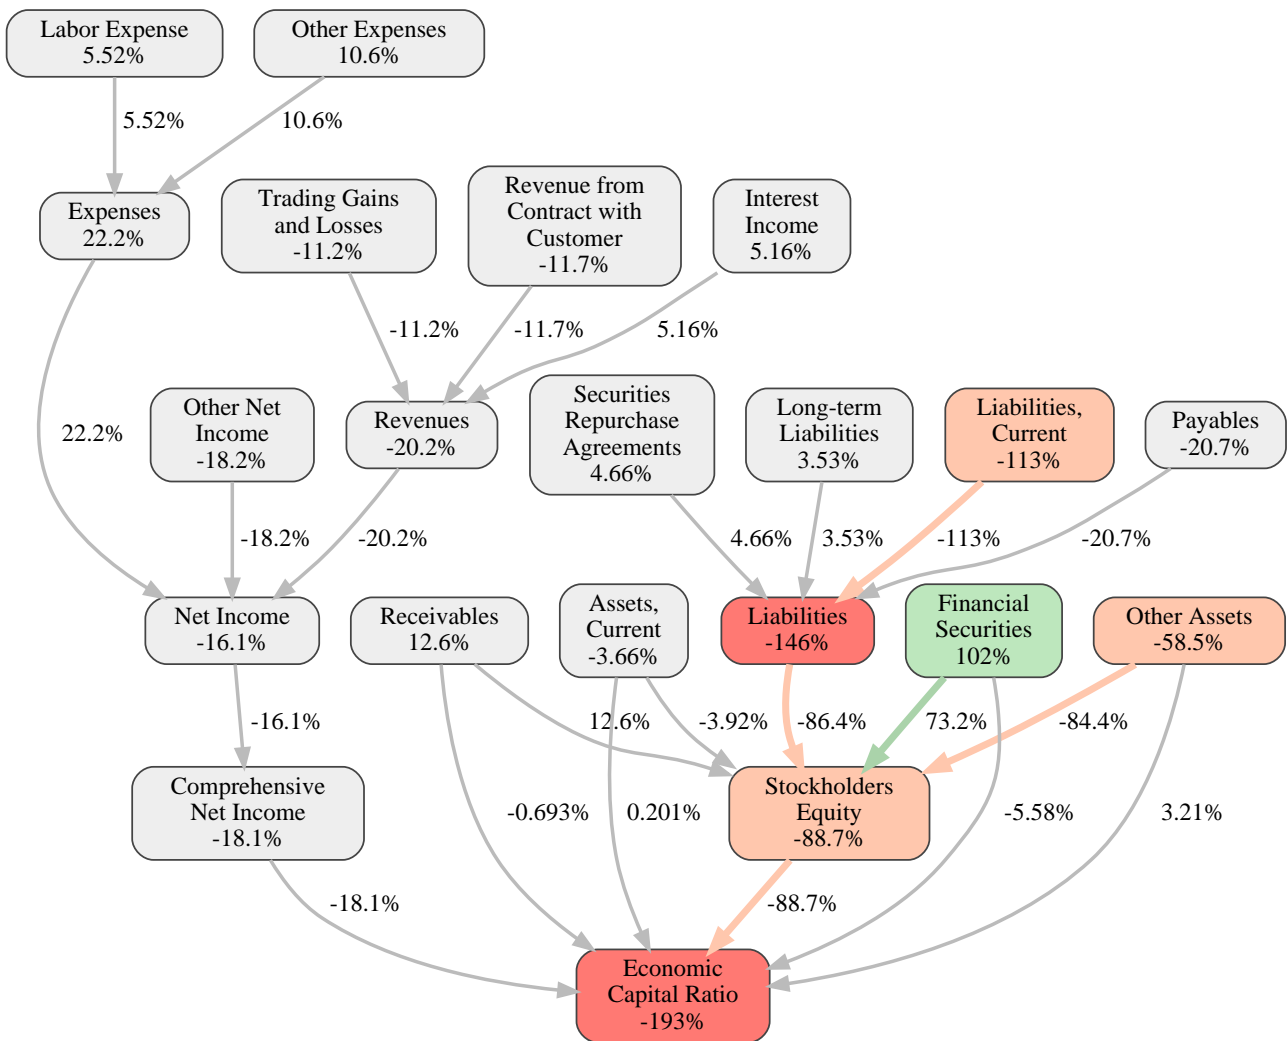 Labor Expense
5.52%
Other Expenses
10.6%
5.52%
10.6%
Expenses
22.2%
Trading Gains
and Losses
-11.2%
Revenue from
Contract with
Customer
-11.7%
Interest
Income
5.16%
-11.2%
-11.7%
5.16%
22.2%
Other Net
Income
-18.2%
Revenues
-20.2%
Securities
Repurchase
Agreements
4.66%
Long-term
Liabilities
3.53%
Liabilities,
Current
-113%
Payables
-20.7%
-18.2%
-20.2%
4.66%
3.53%
-113%
-20.7%
Net Income
-16.1%
Receivables
12.6%
Assets,
Current
-3.66%
Liabilities
-146%
Financial
Securities
102%
Other Assets
-58.5%
-16.1%
12.6%
-3.92%
-86.4%
73.2%
-84.4%
Comprehensive
Net Income
-18.1%
-0.693%
0.201%
Stockholders
Equity
-88.7%
-5.58%
3.21%
-18.1%
-88.7%
Economic
Capital Ratio
-193%